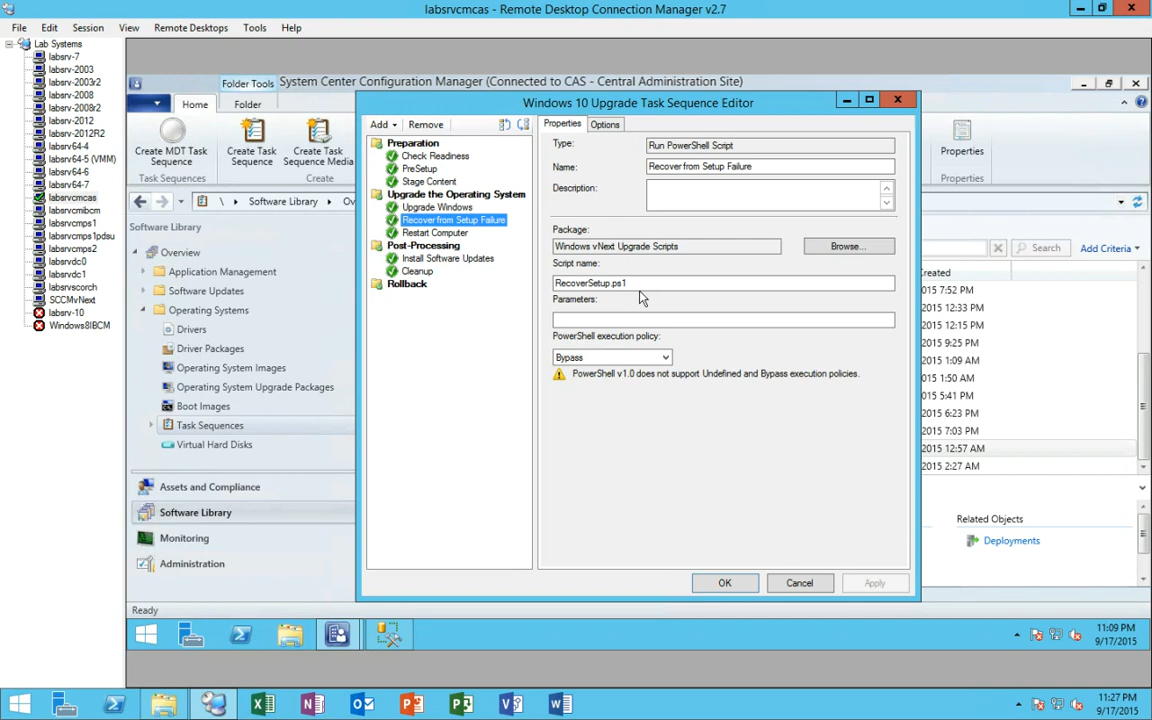 labsrvcmcas - Remote Desktop Connection Manager v2.7
File Edit Session View Remote Desktops Tools Help
Lab Systems
labsrv-7
labsrv-2003
labsrv-2003r2
labsrv-2008
labsrv-2008r2
labsrv-2012
labsrv-2012R2
labsrv64-4
labsrv64-5 (VMM)
labsrv64-6
labsrv64-7
labsrvcmcas
labsrvcmibcm
labsrvcmps1
labsrvcmps1pdsu
labsrvcmps2
labsrvdc0
labsrvdc1
labsrvscorch
SCCMvNext
labsrv-10
Windows8IBCM
Folder Tools
System Center Configuration Manager (Connected to CAS - Central Administration Site)
Home
Folder
Create MDT Task Sequence
Create Task Sequence
Create Task Sequence Media
Task Sequences
Create
Properties
Properties
\ Software Library \ Ov
Software Library
Overview
Application Management
Software Updates
Operating Systems
Drivers
Driver Packages
Operating System Images
Operating System Upgrade Packages
Boot Images
Task Sequences
Virtual Hard Disks
Assets and Compliance
Software Library
Monitoring
Administration
Ready
Windows 10 Upgrade Task Sequence Editor
Add
Remove
Preparation
Check Readiness
PreSetup
Stage Content
Upgrade the Operating System
Upgrade Windows
Recover from Setup Failure
Restart Computer
Post-Processing
Install Software Updates
Cleanup
Rollback
Properties
Options
Type:
Run PowerShell Script
Name:
Recover from Setup Failure
Description:
Package:
Windows vNext Upgrade Scripts
Browse...
Script name:
RecoverSetup.ps1
Parameters:
PowerShell execution policy:
Bypass
PowerShell v1.0 does not support Undefined and Bypass execution policies.
OK
Cancel
Apply
Search
Add Criteria
reated
2015 7:52 PM
2015 12:33 PM
2015 12:15 PM
2015 9:25 PM
2015 1:09 AM
2015 1:50 AM
2015 5:41 PM
2015 6:23 PM
2015 7:03 PM
2015 12:57 AM
2015 2:27 AM
Related Objects
Deployments
11:09 PM
9/17/2015
11:27 PM
9/17/2015